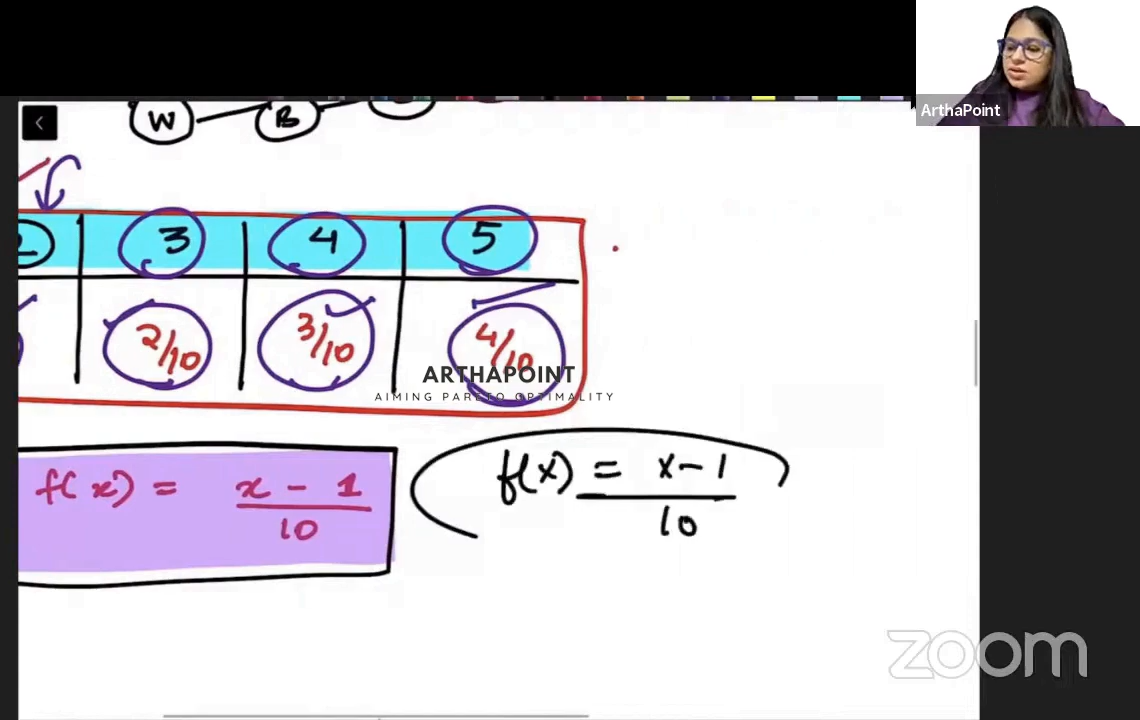 ArthaPoint
W B
2 3 4 5
2/10 3/10 4/10
ARTHAPOINT
AIMING PARETO OPTIMALITY
f(x) = x - 1 / 10
f(x) = x - 1 / 10
zoom